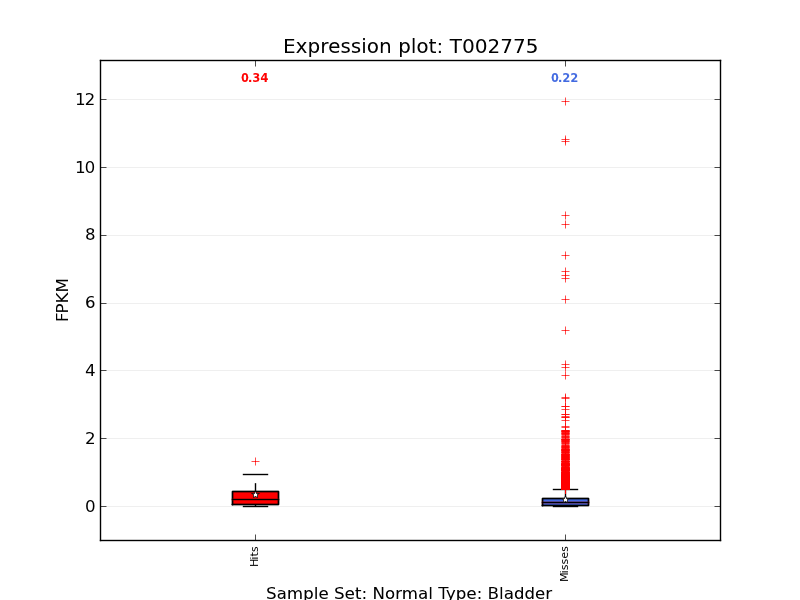 Expression plot: T002775
0.34
0.22
12
10
8
6
4
2
0
FPKM
Hits
Misses
Sample Set: Normal Type: Bladder